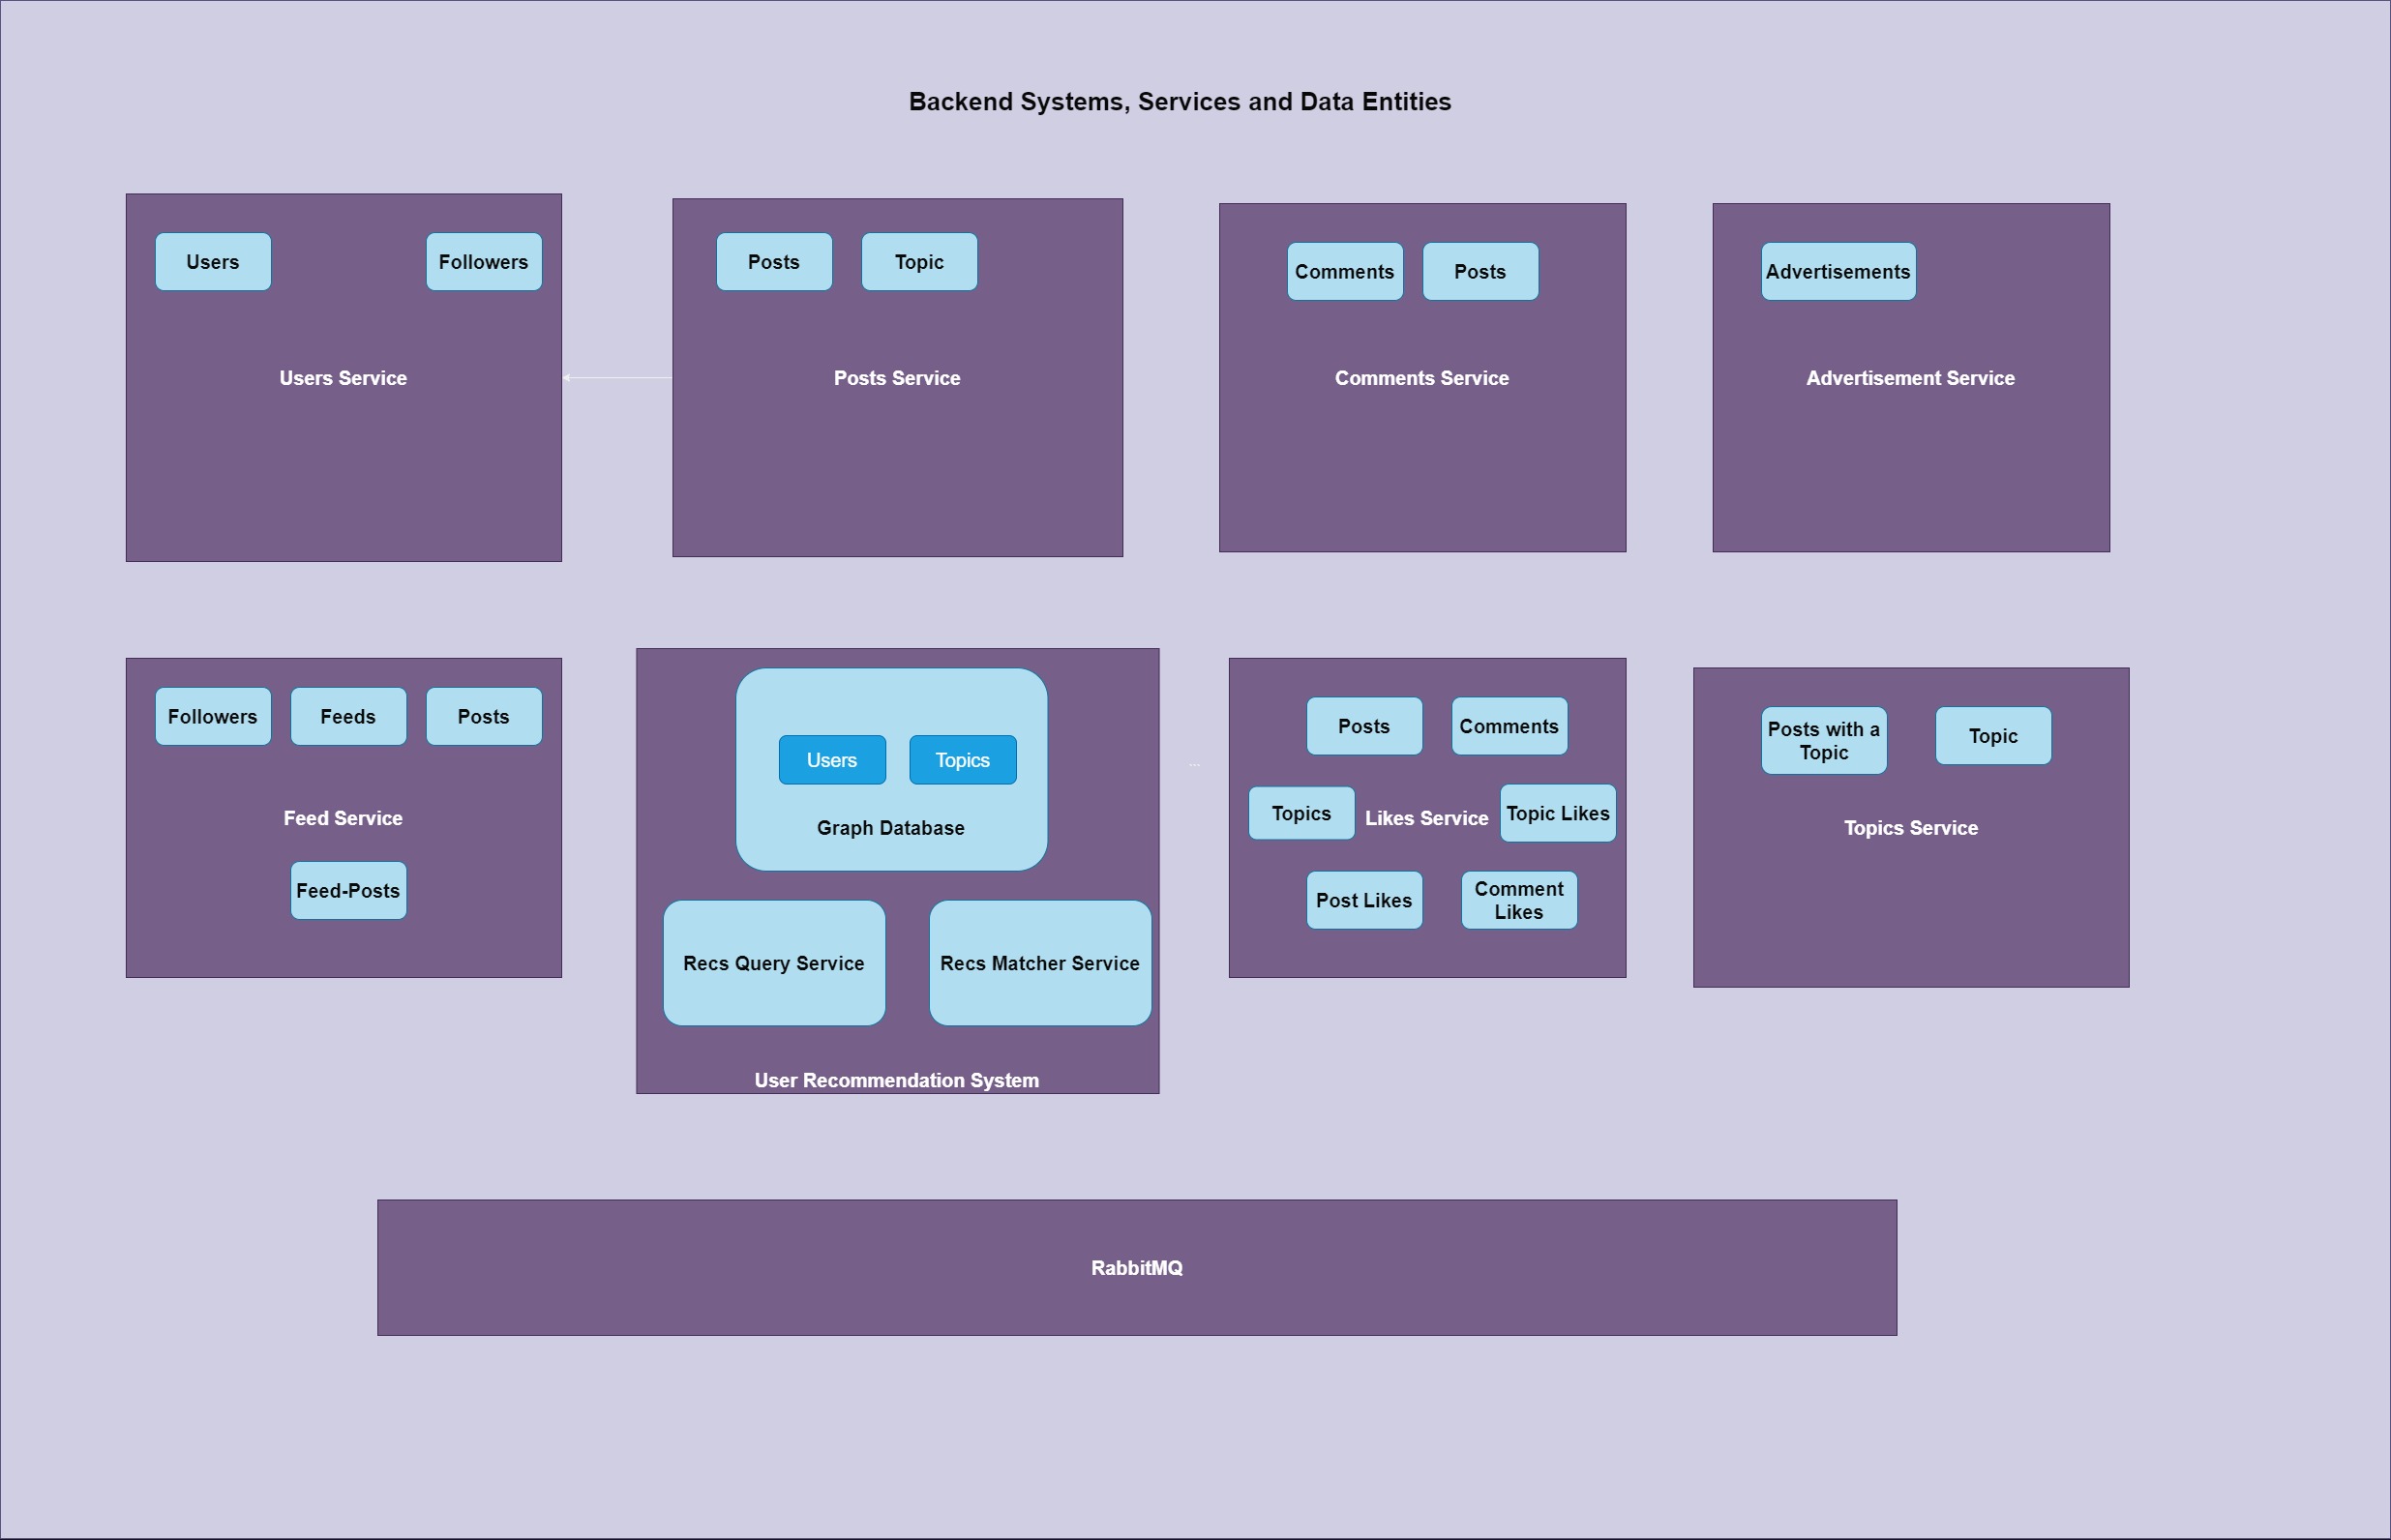 Backend Systems, Services and Data Entities
Users
Followers
Users Service
Posts
Topic
Posts Service
Comments
Posts
Comments Service
Advertisements
Advertisement Service
Followers
Feeds
Posts
Feed Service
Feed-Posts
Users
Topics
Graph Database
Recs Query Service
Recs Matcher Service
User Recommendation System
...
Posts
Comments
Topics
Likes Service
Topic Likes
Post Likes
Comment
Likes
Posts with a
Topic
Topic
Topics Service
RabbitMQ